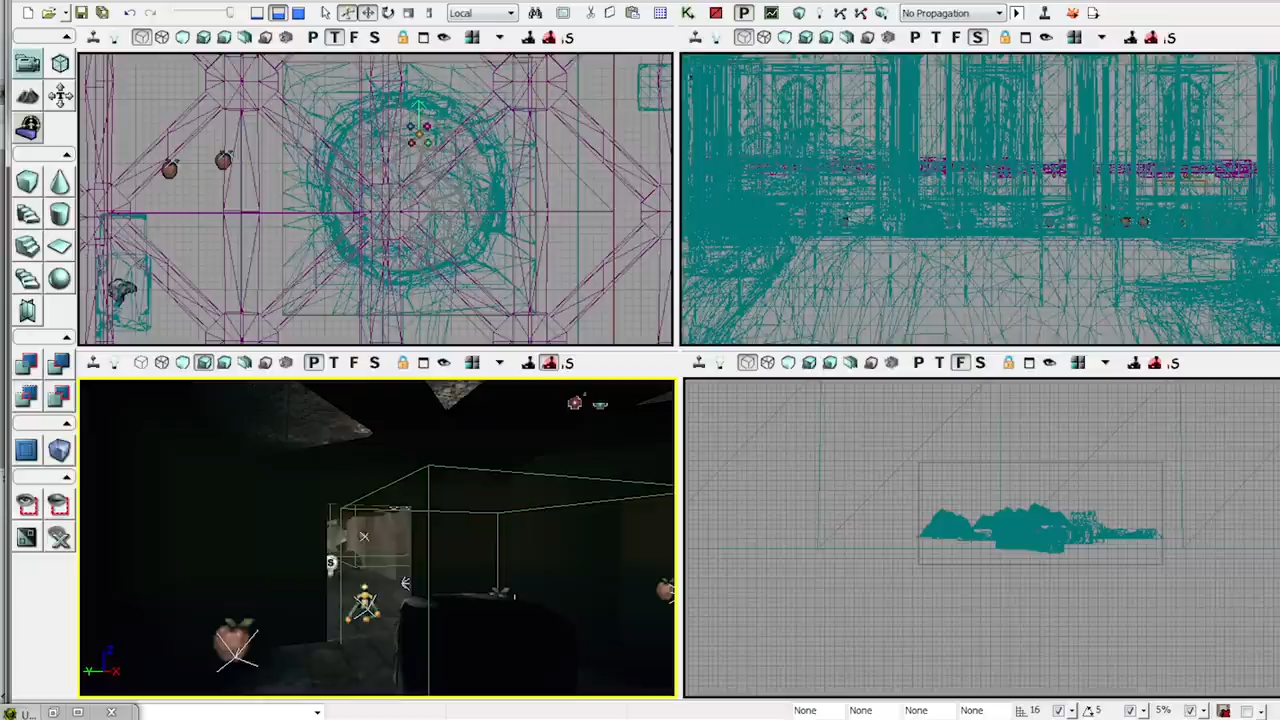 Local
P
No Propagation
P T F S S
P T F S S
P T F S S
P T F S S
S
Z
Y X
U...
None None None None 16 5 5%